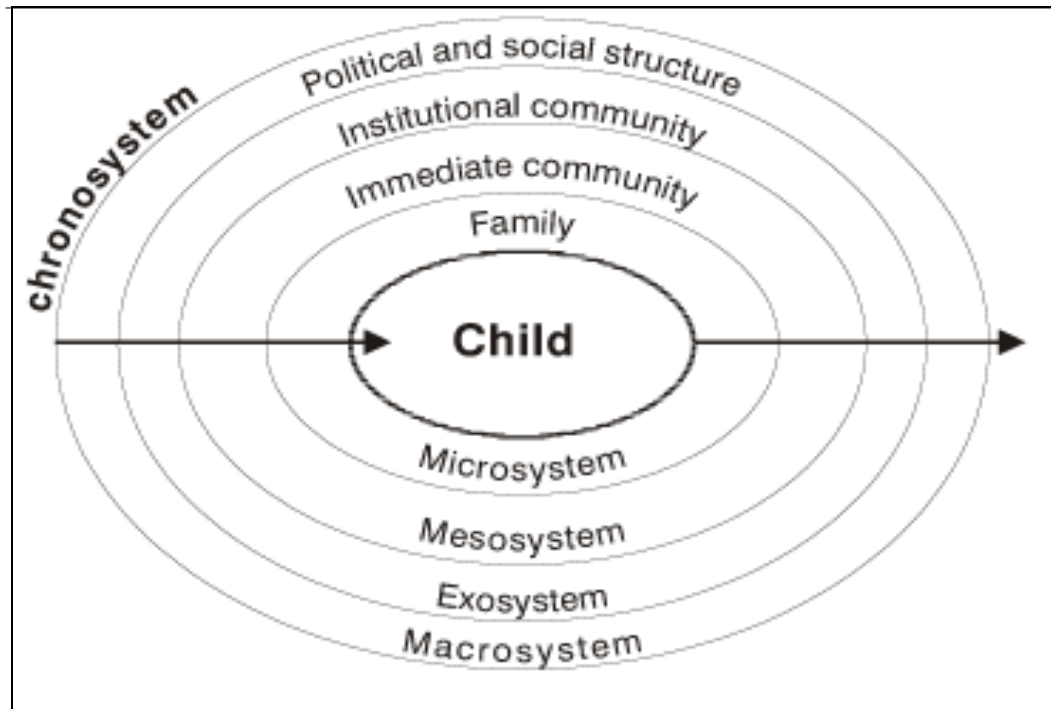 chronosystem
Political and social structure
Institutional community
Immediate community
Family
Child
Microsystem
Mesosystem
Exosystem
Macrosystem